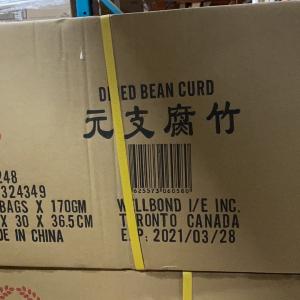 DRIED BEAN CURD
元支腐竹
248
324349
BAGS X 170GM
X 30 X 36.5CM
DE IN CHINA
625573060580
WELLBOND I/E INC.
TORONTO CANADA
EXP: 2021/03/28